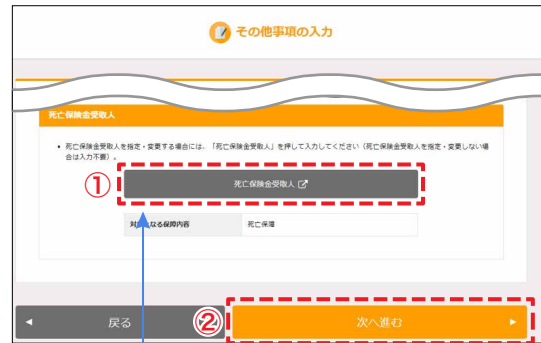 その他事項の入力
死亡保険金受取人
• 死亡保険金受取人を指定・変更する場合には、「死亡保険金受取人」を押して入力してください（死亡保険金受取人を指定・変更しない場
合は入力不要）。
①
死亡保険金受取人
対 なる保障内容 死亡保障
戻る
②
次へ進む